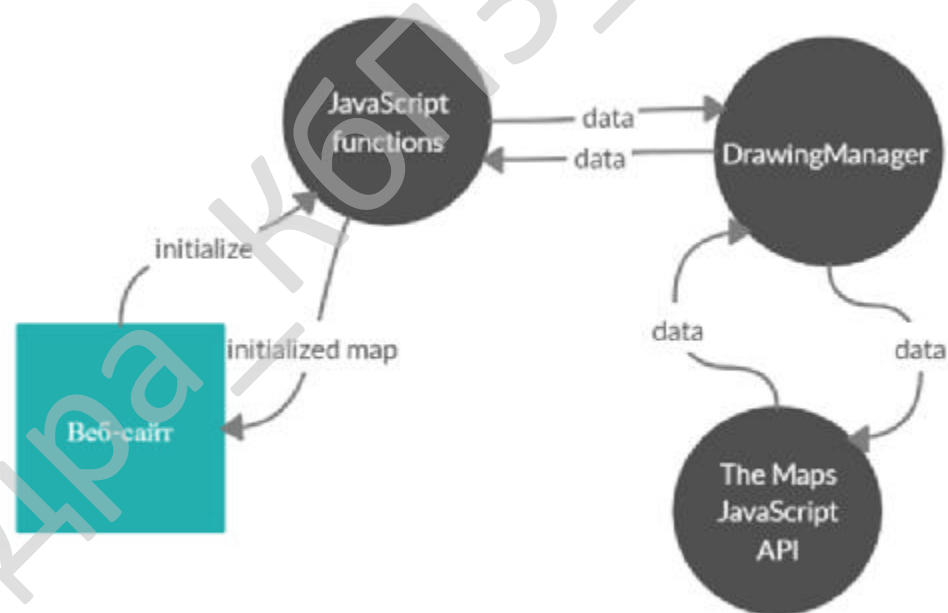 JavaScript
functions
data
data
DrawingManager
initialize
initialized map
data
data
Веб-сайт
The Maps
JavaScript
API